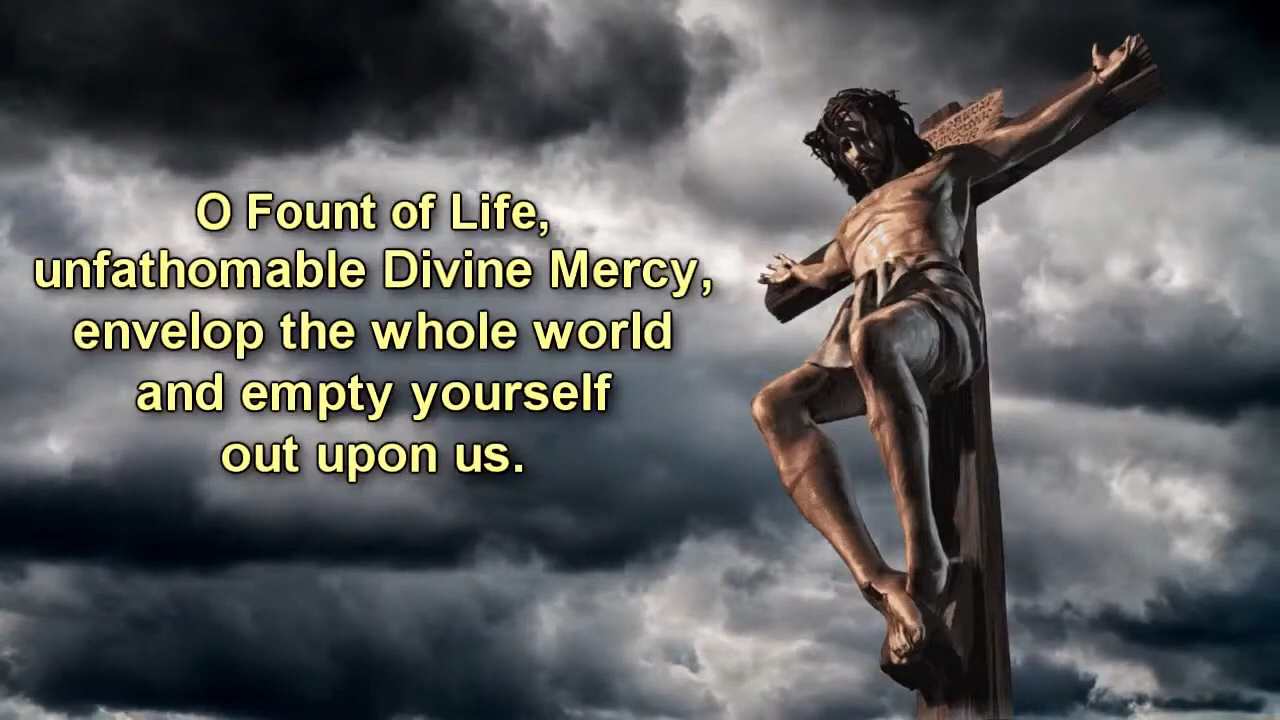 O Fount of Life,
unfathomable Divine Mercy,
envelop the whole world
and empty yourself
out upon us.